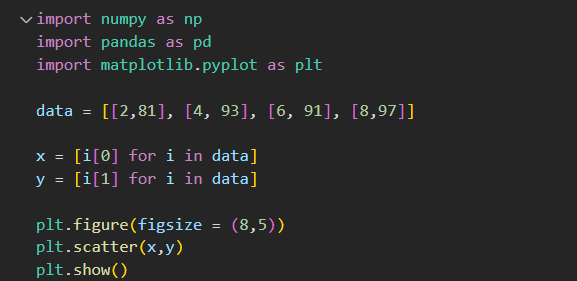 import numpy as np
import pandas as pd
import matplotlib.pyplot as plt
data = [[2,81], [4, 93], [6, 91], [8,97]]
x = [i[0] for i in data]
y = [i[1] for i in data]
plt.figure(figsize = (8,5))
plt.scatter(x,y)
plt.show()